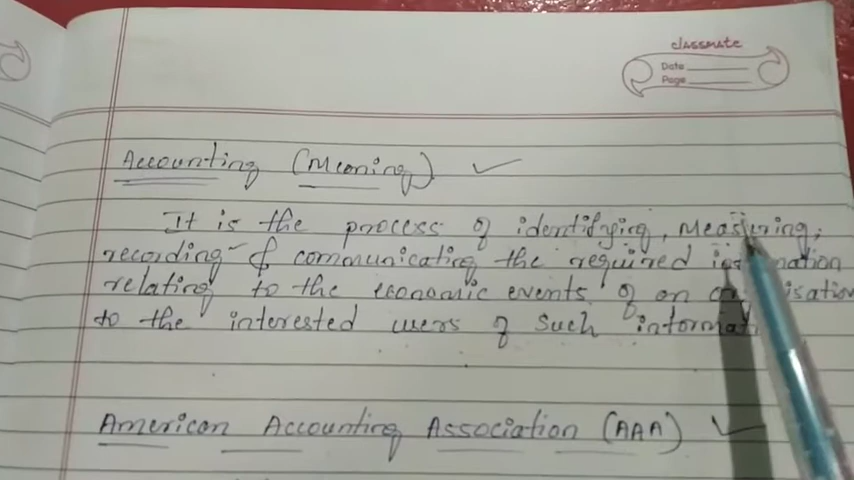 classmate
Date
Page
Accounting (Meaning)
It is the process of identifying, Measuring,
recording & communicating the required information
relating to the economic events of an organisation
to the interested users of such information
American Accounting Association (AAA)